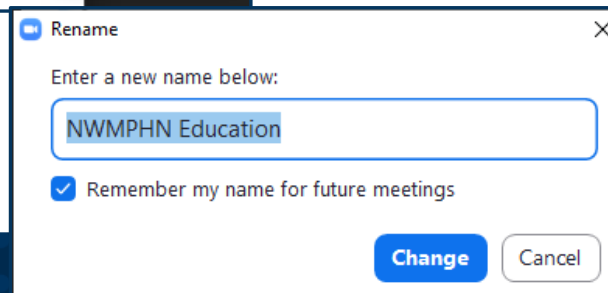 Rename
Enter a new name below:
NWMPHN Education
Remember my name for future meetings
Change Cancel